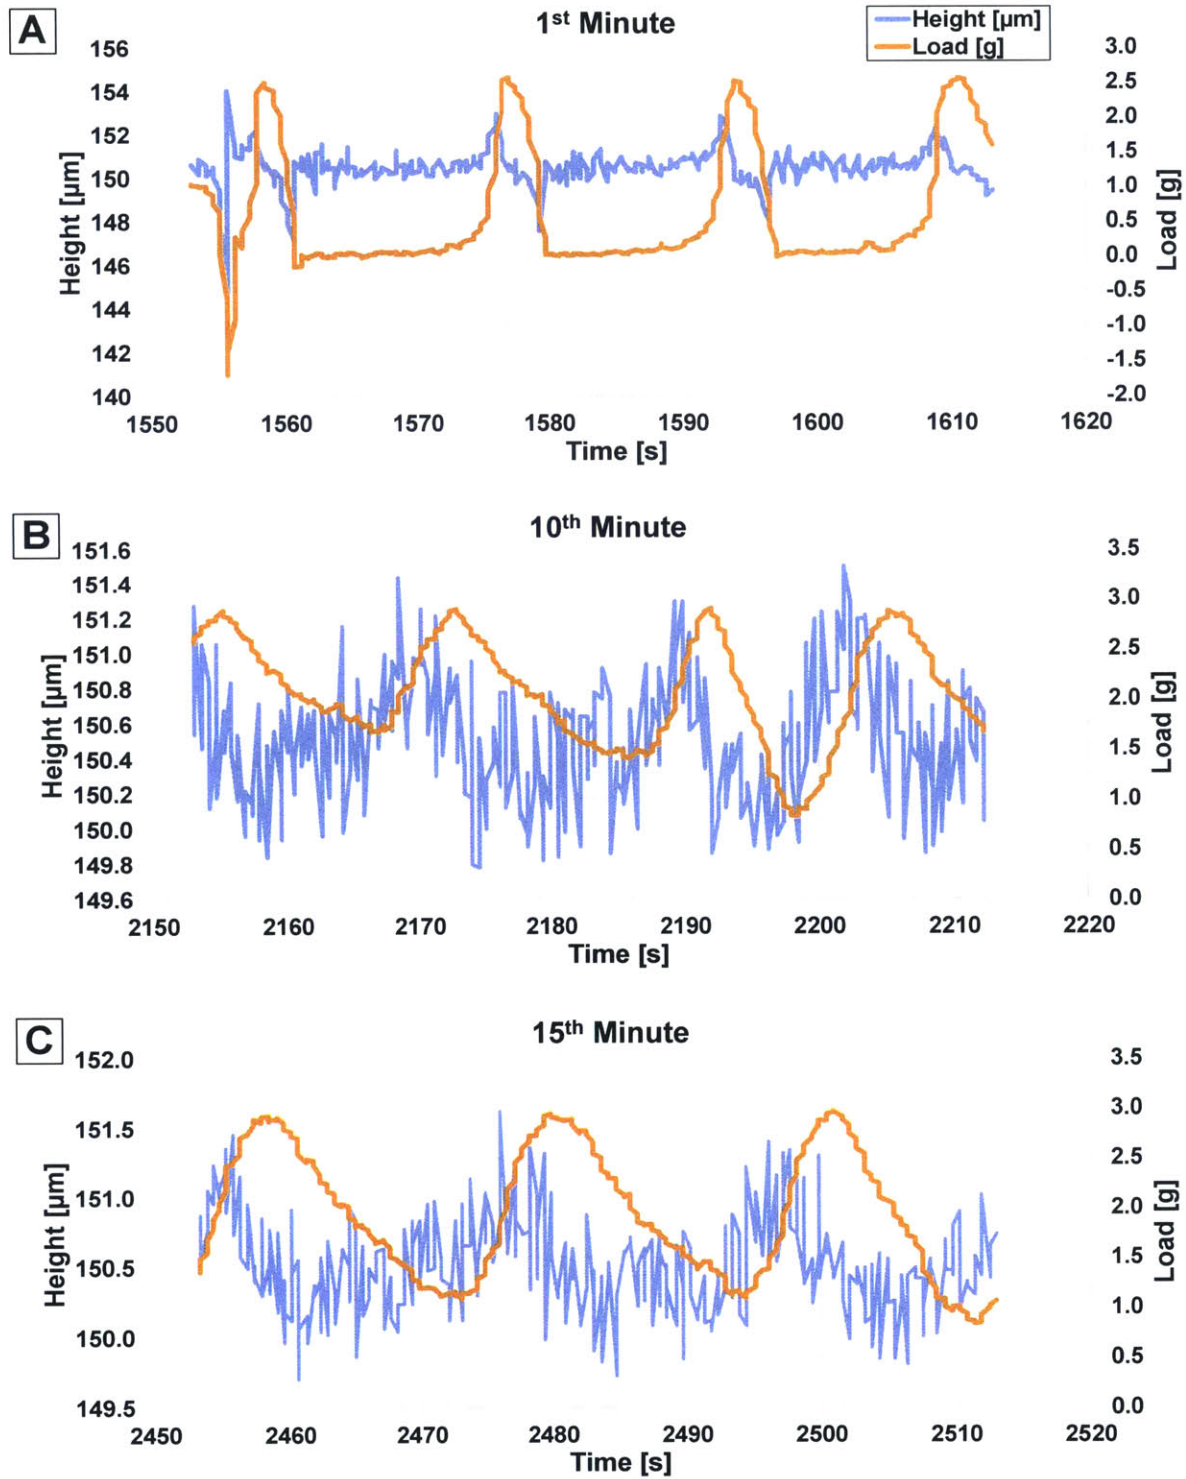 A
1st Minute
Height [µm]
Load [g]
156
154
152
150
148
146
144
142
140
Height [µm]
3.0
2.5
2.0
1.5
1.0
0.5
0.0
-0.5
-1.0
-1.5
-2.0
Load [g]
1550 1560 1570 1580 1590 1600 1610 1620
Time [s]
B
10th Minute
151.6
151.4
151.2
151.0
150.8
150.6
150.4
150.2
150.0
149.8
149.6
Height [µm]
3.5
3.0
2.5
2.0
1.5
1.0
0.5
0.0
Load [g]
2150 2160 2170 2180 2190 2200 2210 2220
Time [s]
C
15th Minute
152.0
151.5
151.0
150.5
150.0
149.5
Height [µm]
3.5
3.0
2.5
2.0
1.5
1.0
0.5
0.0
Load [g]
2450 2460 2470 2480 2490 2500 2510 2520
Time [s]